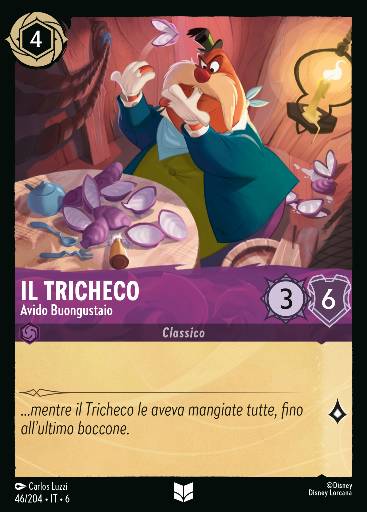 4
IL TRICHECO
Avido Buongustaio
3
6
Classico
...mentre il Tricheco le aveva mangiate tutte, fino
all'ultimo boccone.
Carlos Luzzi
©Disney
46/204 • IT • 6
Disney Lorcana